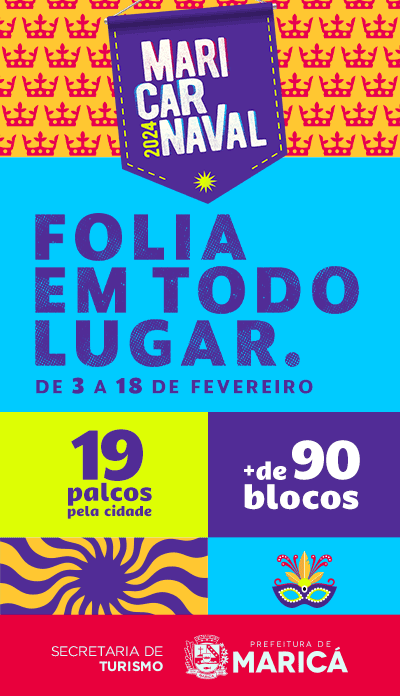 MARI
CAR
NAVAL
2024
FOLIA
EM TODO
LUGAR.
DE 3 A 18 DE FEVEREIRO
19
palcos
pela cidade
+de 90
blocos
SECRETARIA DE
TURISMO
PREFEITURA DE
MARICÁ